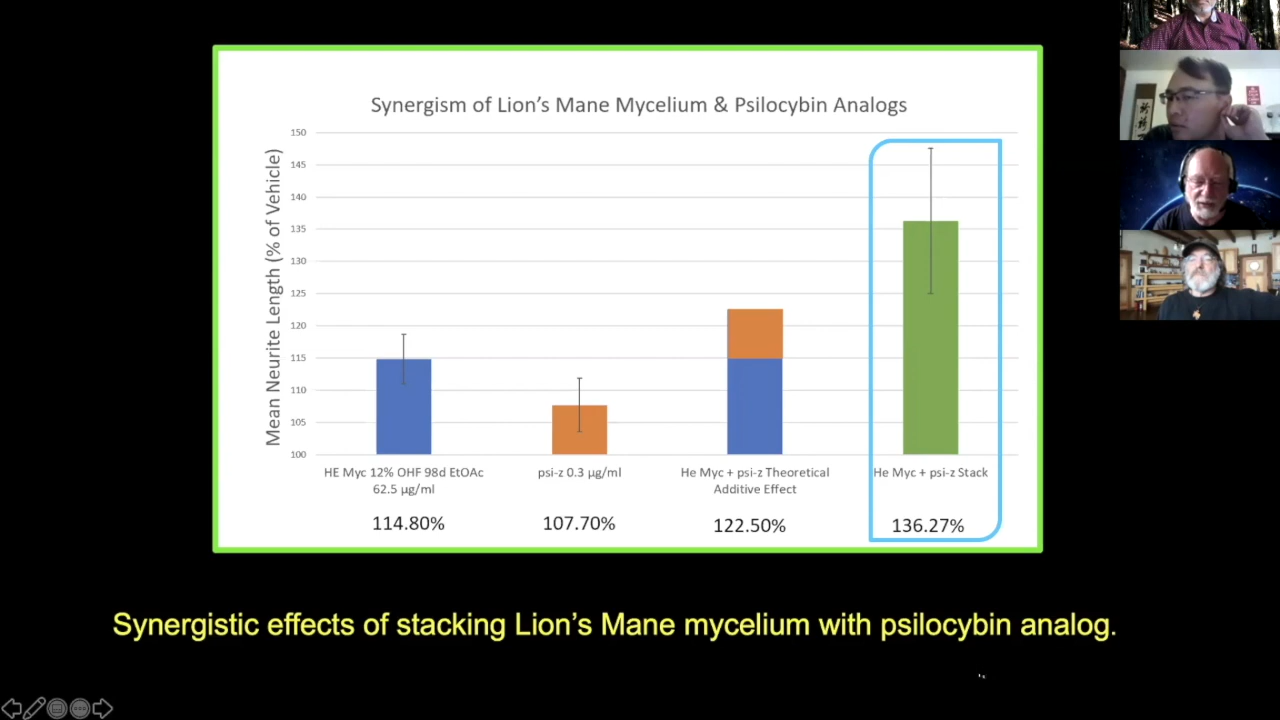 Synergism of Lion's Mane Mycelium & Psilocybin Analogs
Mean Neurite Length (% of Vehicle)
150
145
140
135
130
125
120
115
110
105
100
HE Myc 12% OHF 98d EtOAc
62.5 µg/ml
psi-z 0.3 µg/ml
He Myc + psi-z Theoretical
Additive Effect
He Myc + psi-z Stack
114.80%
107.70%
122.50%
136.27%
Synergistic effects of stacking Lion's Mane mycelium with psilocybin analog.